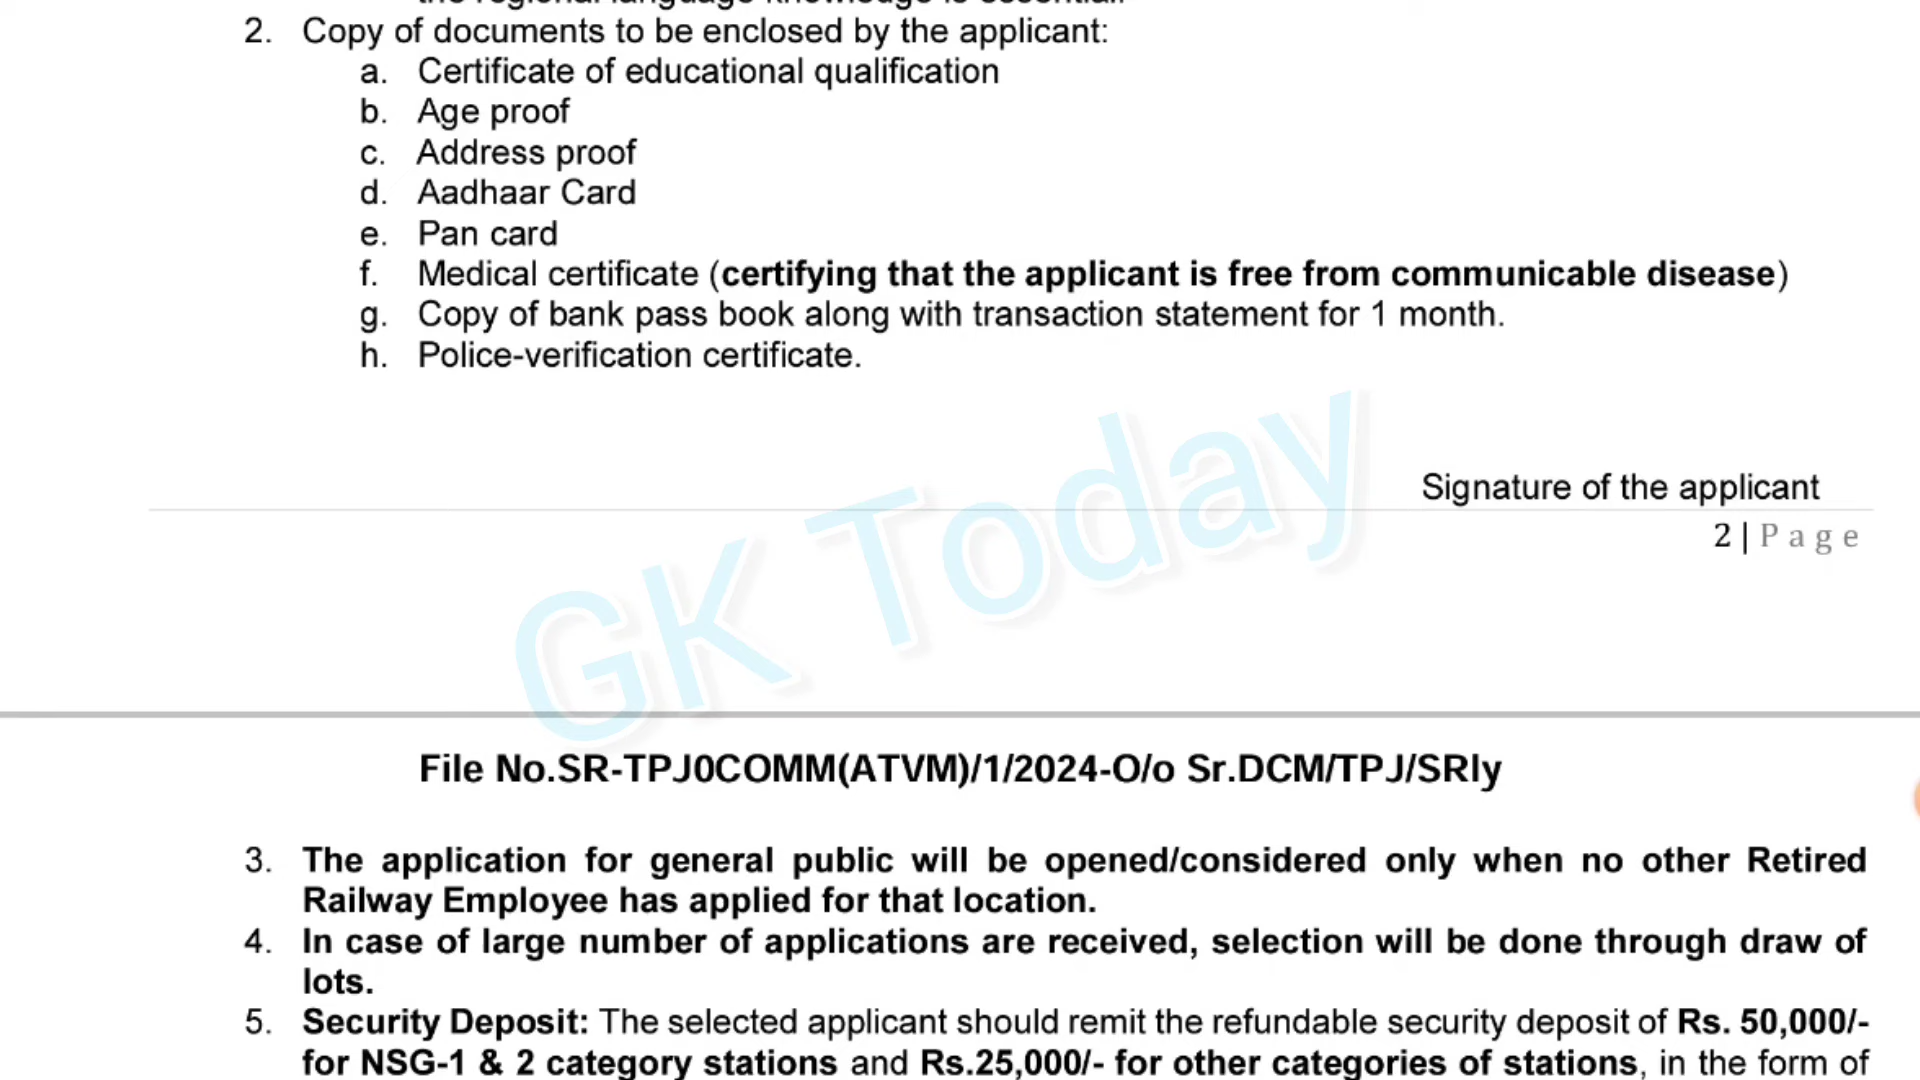 the regional language knowledge is essential.
2. Copy of documents to be enclosed by the applicant:
a. Certificate of educational qualification
b. Age proof
c. Address proof
d. Aadhaar Card
e. Pan card
f. Medical certificate (certifying that the applicant is free from communicable disease)
g. Copy of bank pass book along with transaction statement for 1 month.
h. Police-verification certificate.
Signature of the applicant
2 | P a g e
GK Today
File No.SR-TPJ0COMM(ATVM)/1/2024-O/o Sr.DCM/TPJ/SRly
3. The application for general public will be opened/considered only when no other Retired
Railway Employee has applied for that location.
4. In case of large number of applications are received, selection will be done through draw of
lots.
5. Security Deposit: The selected applicant should remit the refundable security deposit of Rs. 50,000/-
for NSG-1 & 2 category stations and Rs.25,000/- for other categories of stations, in the form of